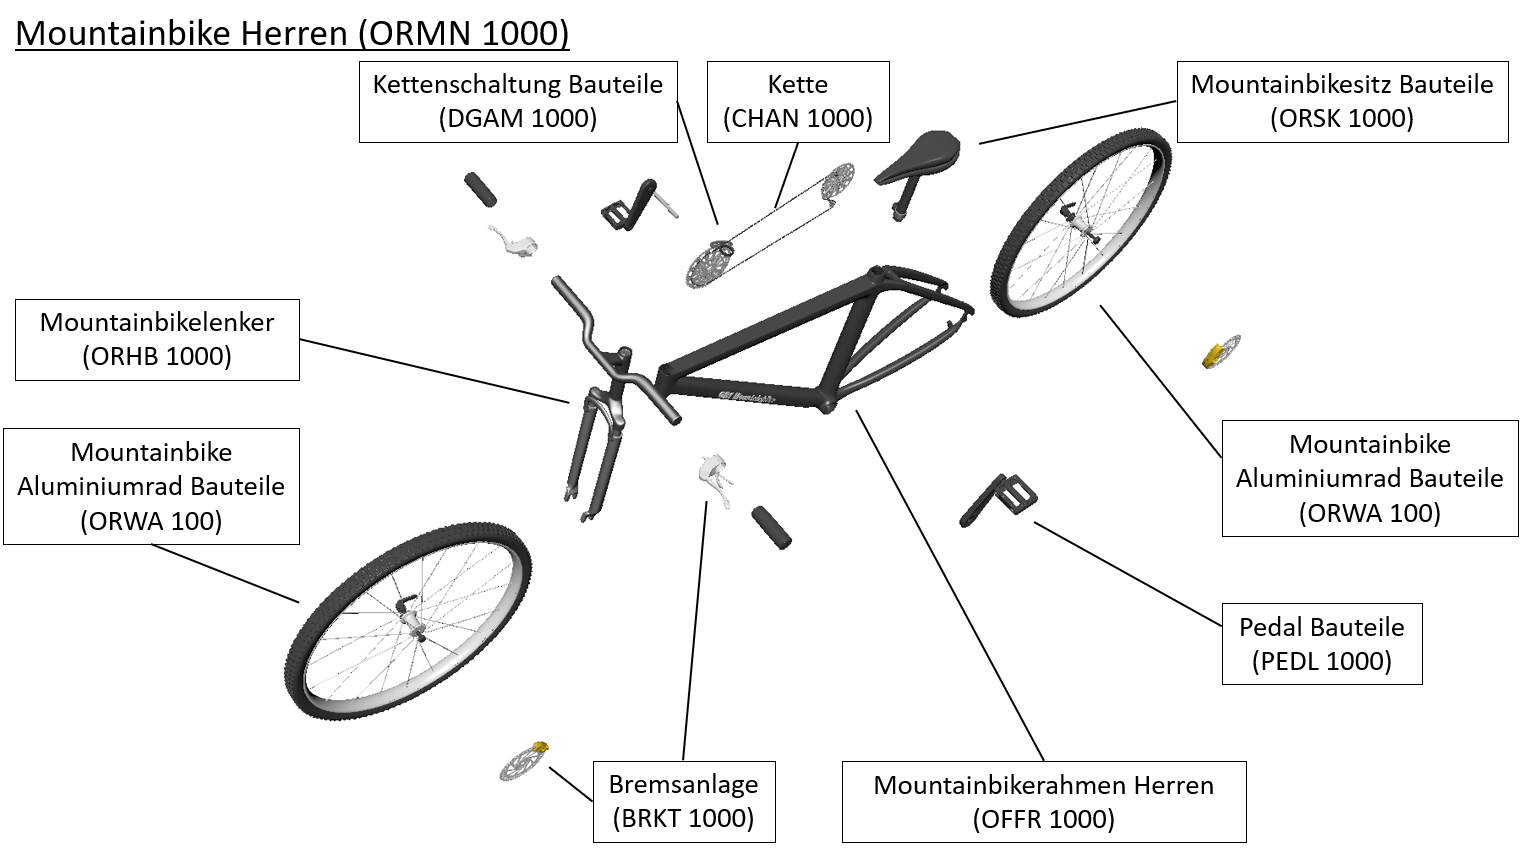 Mountainbike Herren (ORMN 1000)
Kettenschaltung Bauteile
(DGAM 1000)
Kette
(CHAN 1000)
Mountainbikesitz Bauteile
(ORSK 1000)
Mountainbikelenker
(ORHB 1000)
Mountainbike
Aluminiumrad Bauteile
(ORWA 100)
Mountainbike
Aluminiumrad Bauteile
(ORWA 100)
Pedal Bauteile
(PEDL 1000)
Bremsanlage
(BRKT 1000)
Mountainbikerahmen Herren
(OFFR 1000)